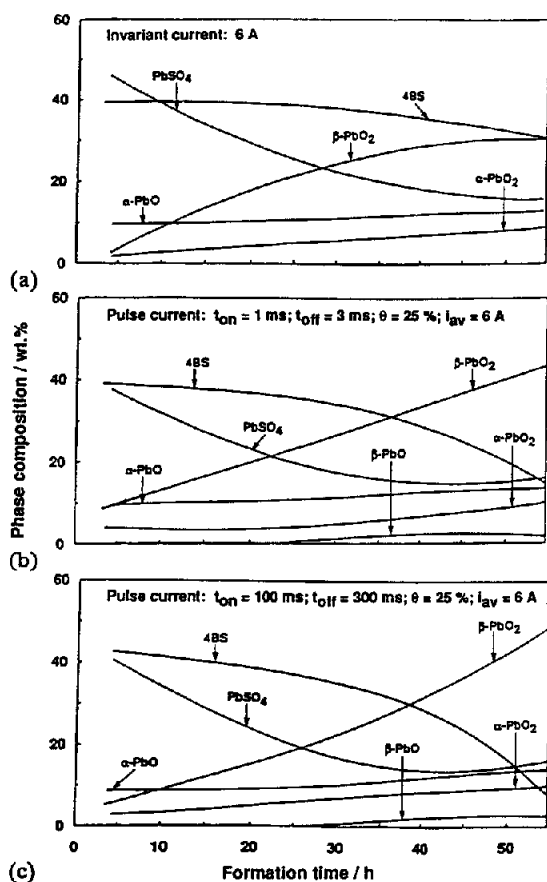 60
Invariant current: 6 A
PbSO4
4BS
40
β-PbO2
20
α-PbO
α-PbO2
0
(a)
60
Pulse current: ton = 1 ms; toff = 3 ms; θ = 25 %; iav = 6 A
4BS
β-PbO2
40
PbSO4
β-PbO
α-PbO2
20
α-PbO
0
(b)
Phase composition / wt.%
60
Pulse current: ton = 100 ms; toff = 300 ms; θ = 25 %; iav = 6 A
4BS
β-PbO2
40
PbSO4
β-PbO
α-PbO2
20
α-PbO
0
0 10 20 30 40 50
(c)
Formation time / h